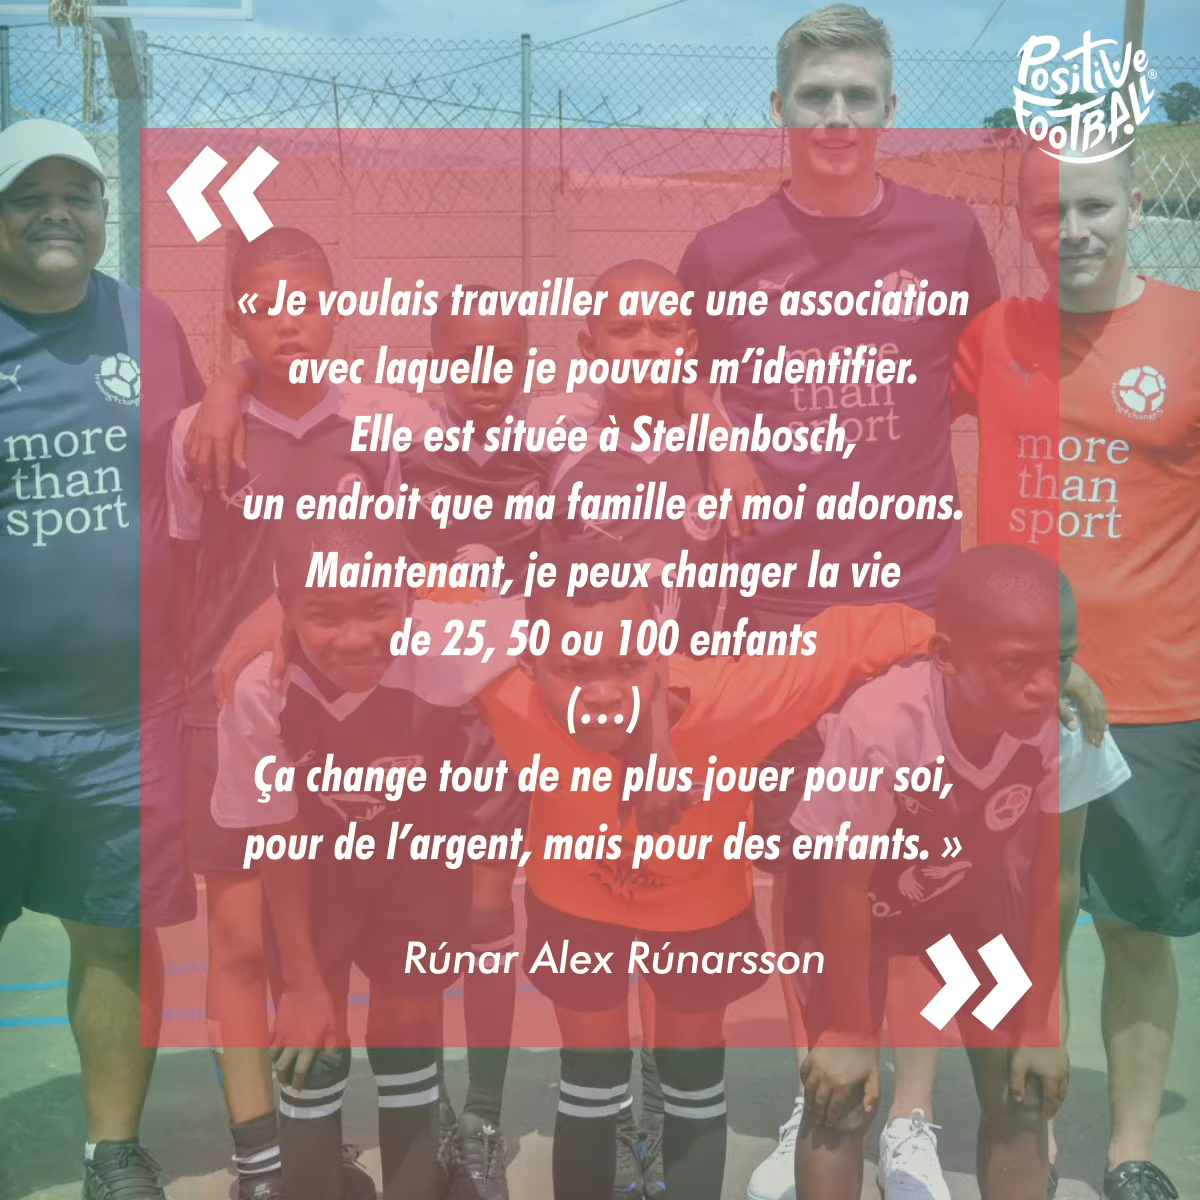 Positive
Football®
«
« Je voulais travailler avec une association
avec laquelle je pouvais m’identifier.
Elle est située à Stellenbosch,
un endroit que ma famille et moi adorons.
Maintenant, je peux changer la vie
de 25, 50 ou 100 enfants
(...)
Ça change tout de ne plus jouer pour soi,
pour de l’argent, mais pour des enfants. »
Rúnar Alex Rúnarsson
»
more
than
sport
more
than
sport
more
than
sport